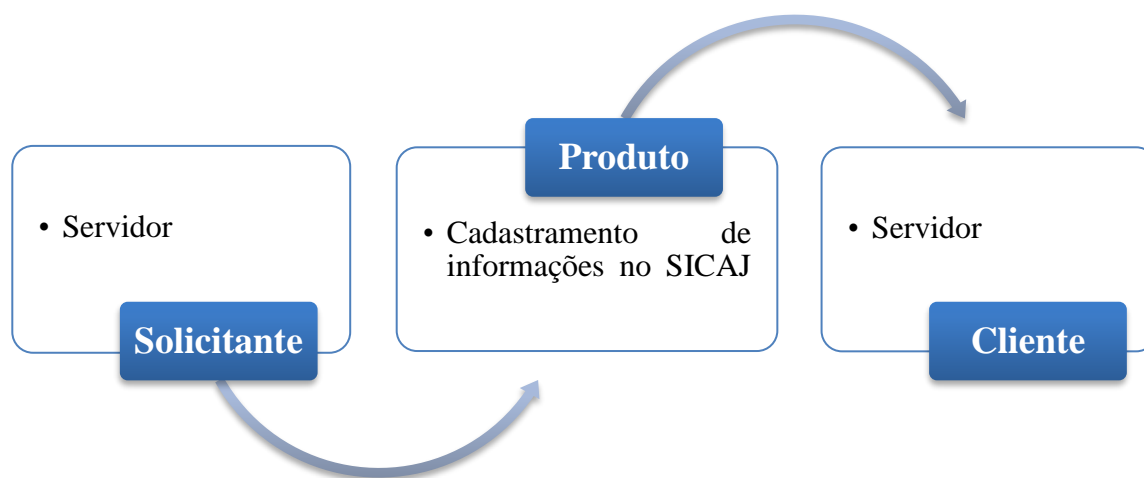 • Servidor
Solicitante
Produto
• Cadastramento de
informações no SICAJ
• Servidor
Cliente